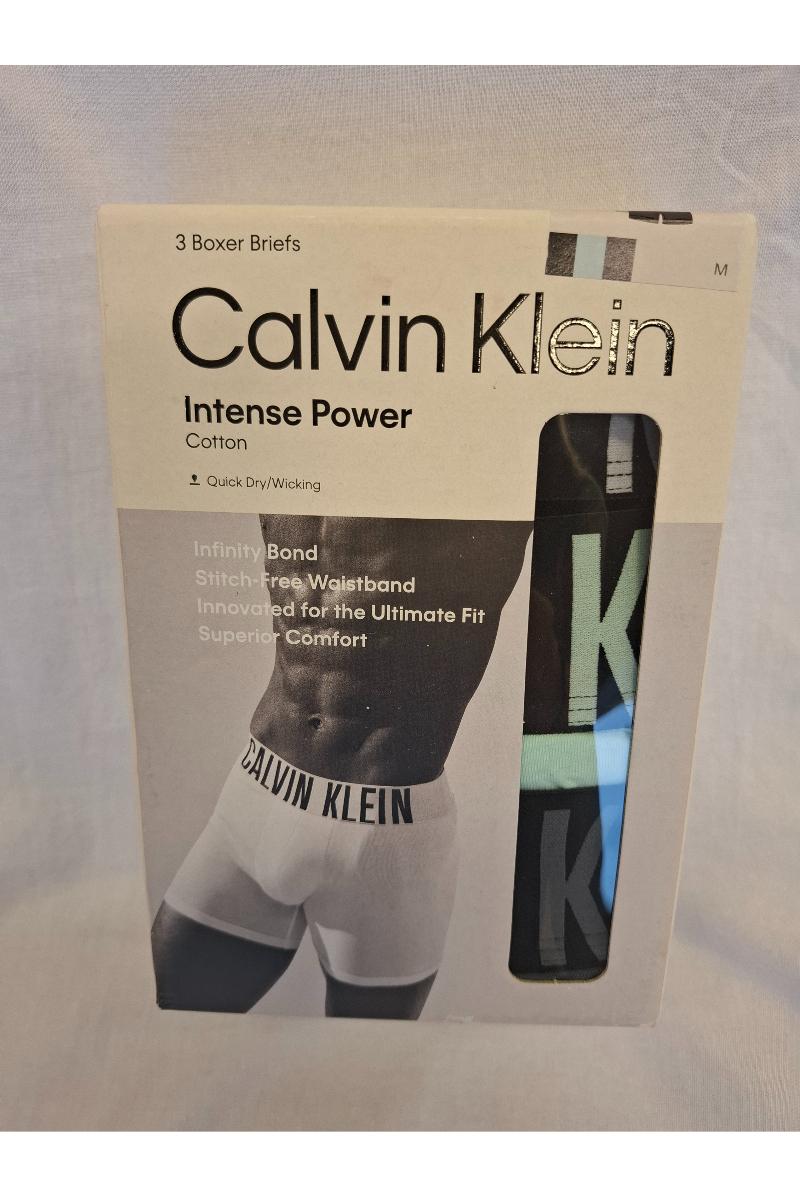 3 Boxer Briefs
M
Calvin Klein
Intense Power
Cotton
Quick Dry/Wicking
Infinity Bond
Stitch-Free Waistband
Innovated for the Ultimate Fit
Superior Comfort
K
K
CALVIN KLEIN